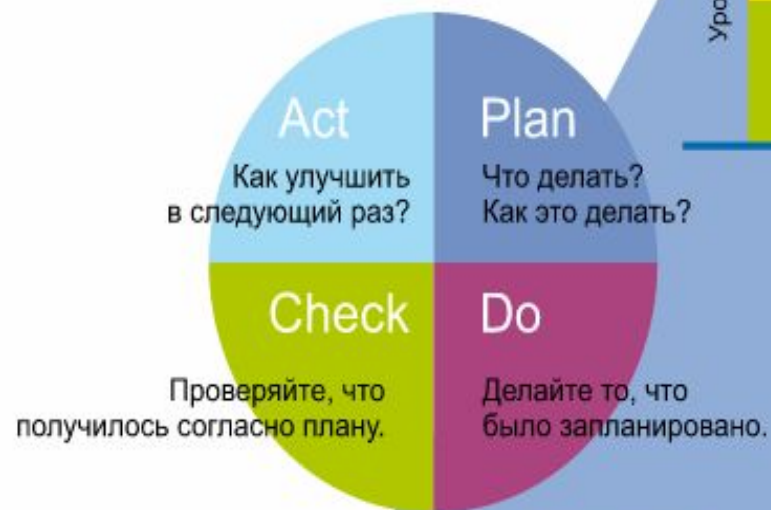 Act
Как улучшить
в следующий раз?
Plan
Что делать?
Как это делать?
Check
Проверяйте, что
получилось согласно плану.
Do
Делайте то, что
было запланировано.